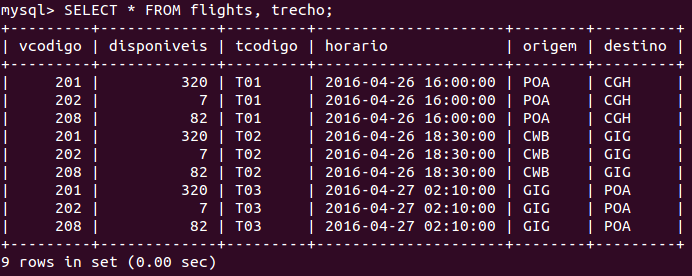 mysql> SELECT * FROM flights, trecho;
+---------+-------------+---------+---------------------+--------+---------+
| vcodigo | disponiveis | tcodigo | horario             | origem | destino |
+---------+-------------+---------+---------------------+--------+---------+
|     201 |         320 | T01     | 2016-04-26 16:00:00 | POA    | CGH     |
|     202 |           7 | T01     | 2016-04-26 16:00:00 | POA    | CGH     |
|     208 |          82 | T01     | 2016-04-26 16:00:00 | POA    | CGH     |
|     201 |         320 | T02     | 2016-04-26 18:30:00 | CWB    | GIG     |
|     202 |           7 | T02     | 2016-04-26 18:30:00 | CWB    | GIG     |
|     208 |          82 | T02     | 2016-04-26 18:30:00 | CWB    | GIG     |
|     201 |         320 | T03     | 2016-04-27 02:10:00 | GIG    | POA     |
|     202 |           7 | T03     | 2016-04-27 02:10:00 | GIG    | POA     |
|     208 |          82 | T03     | 2016-04-27 02:10:00 | GIG    | POA     |
+---------+-------------+---------+---------------------+--------+---------+
9 rows in set (0.00 sec)